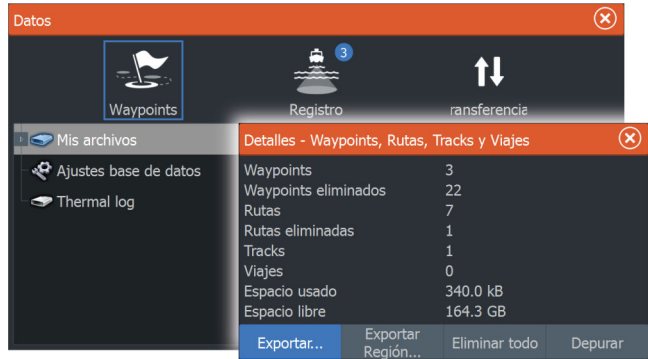 Datos
3
Waypoints
Registro
ransferencia
Mis archivos
Ajustes base de datos
Thermal log
Detalles - Waypoints, Rutas, Tracks y Viajes
Waypoints 3
Waypoints eliminados 22
Rutas 7
Rutas eliminadas 1
Tracks 1
Viajes 0
Espacio usado 340.0 kB
Espacio libre 164.3 GB
Exportar...
Exportar
Región...
Eliminar todo
Depurar